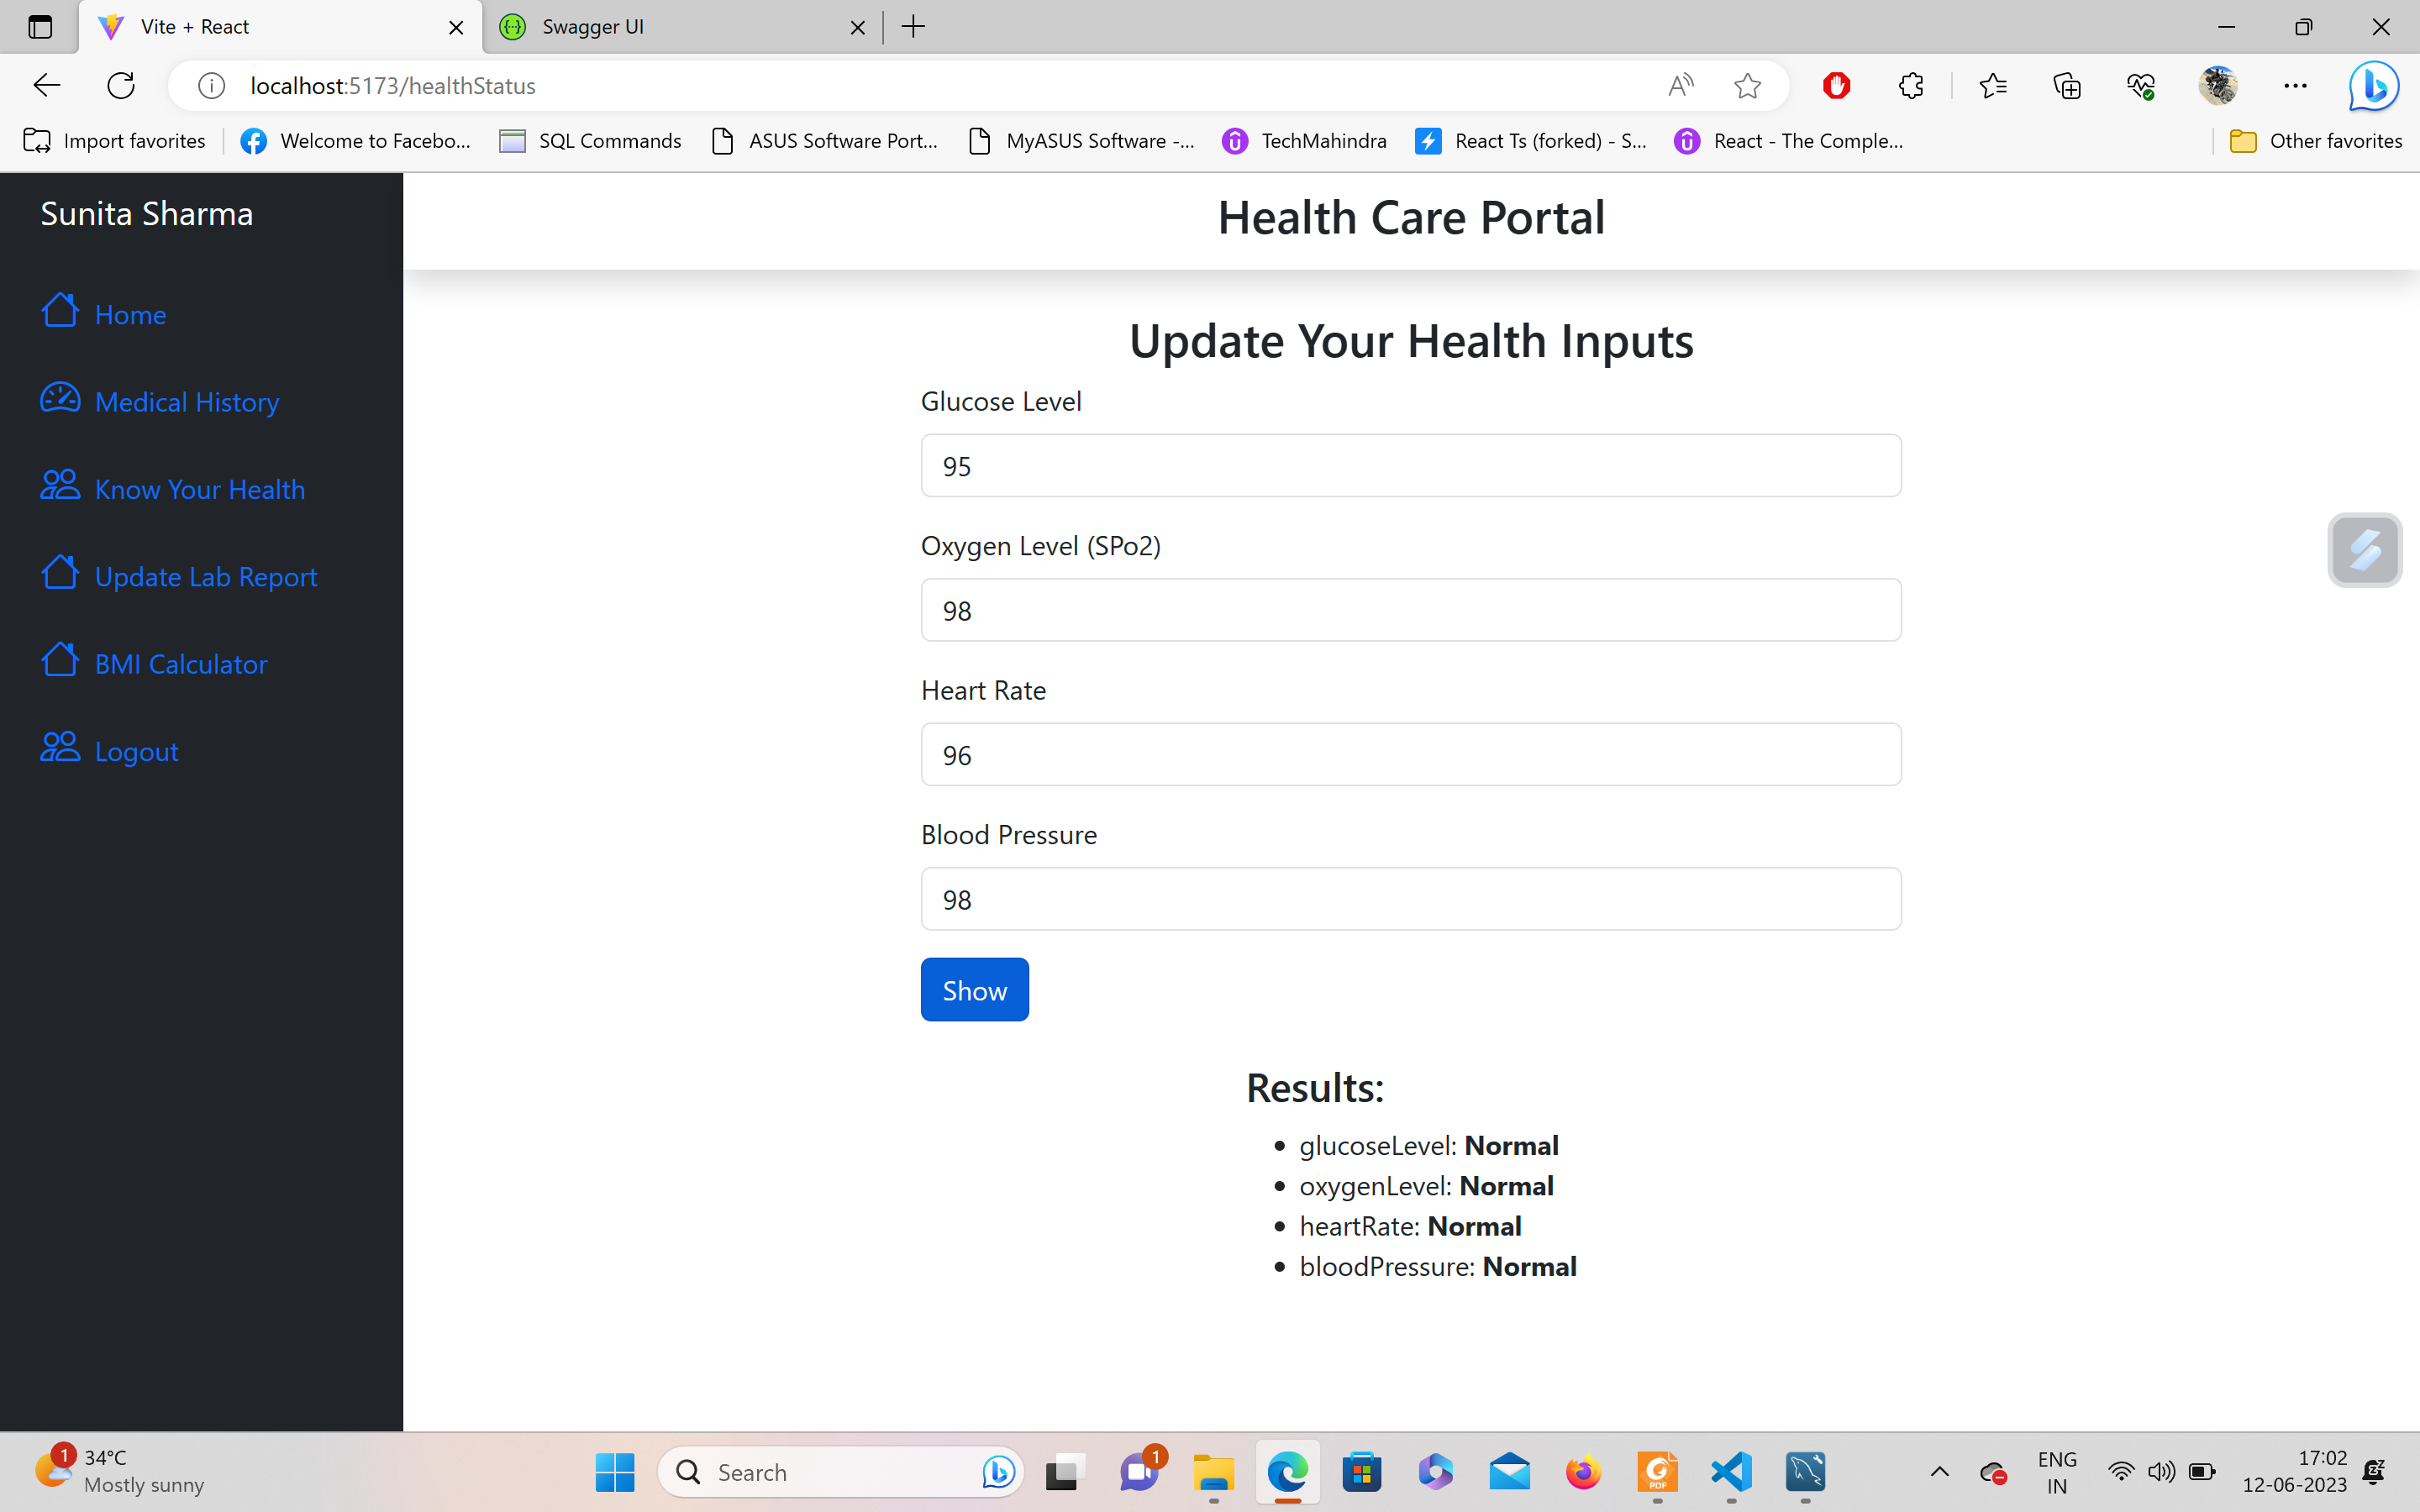 Vite + React
Swagger UI
localhost:5173/healthStatus
Import favorites
Welcome to Facebo...
SQL Commands
ASUS Software Port...
MyASUS Software -...
TechMahindra
React Ts (forked) - S...
React - The Comple...
Other favorites
Sunita Sharma
Home
Medical History
Know Your Health
Update Lab Report
BMI Calculator
Logout
Health Care Portal
Update Your Health Inputs
Glucose Level
95
Oxygen Level (SPo2)
98
Heart Rate
96
Blood Pressure
98
Show
Results:
glucoseLevel: Normal
oxygenLevel: Normal
heartRate: Normal
bloodPressure: Normal
1
34°C
Mostly sunny
Search
1
PDF
ENG
IN
17:02
12-06-2023